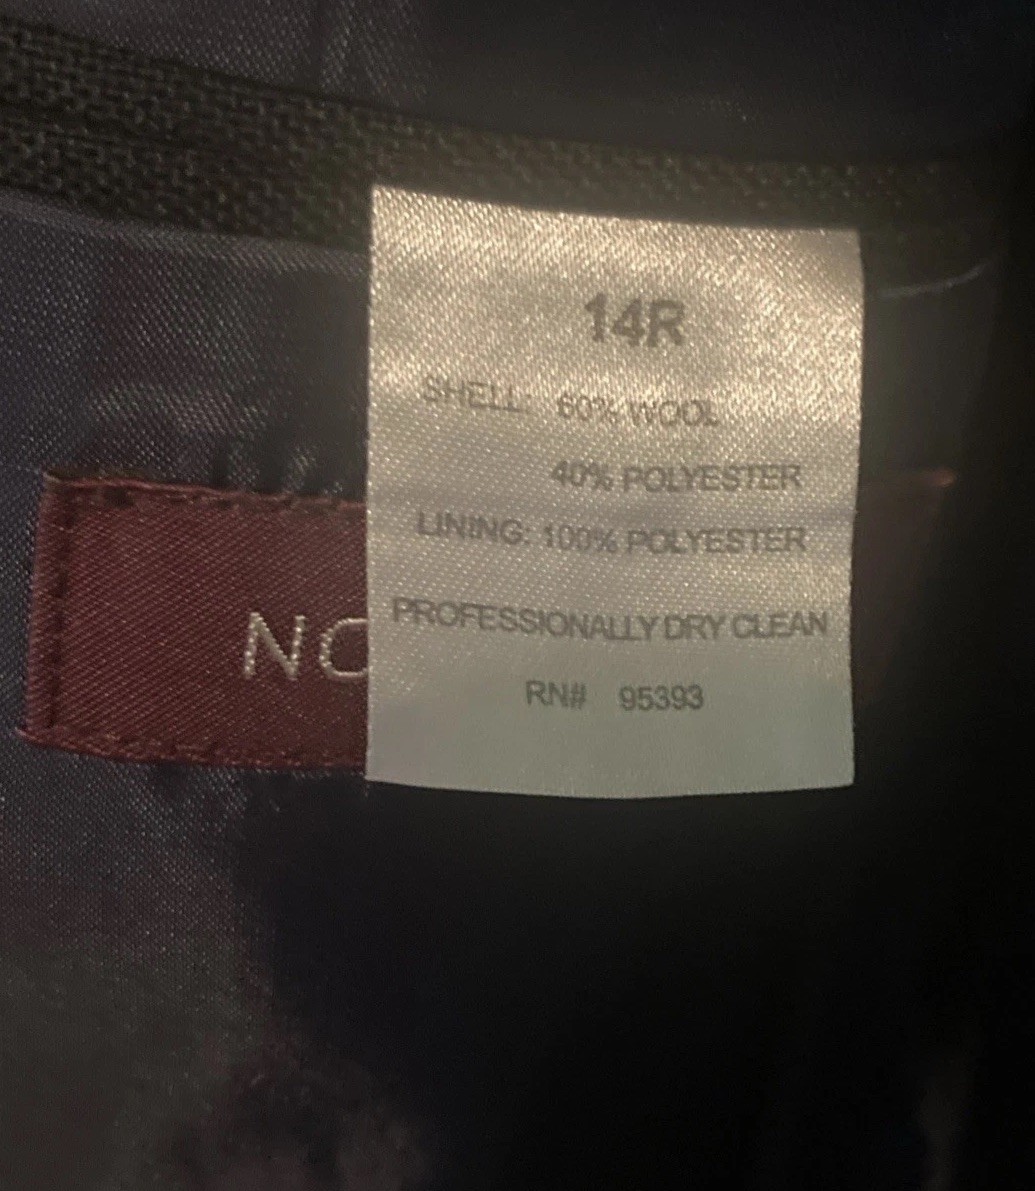 14R
SHELL: 60% WOOL
40% POLYESTER
LINING: 100% POLYESTER
PROFESSIONALLY DRY CLEAN
RN# 95393
NO